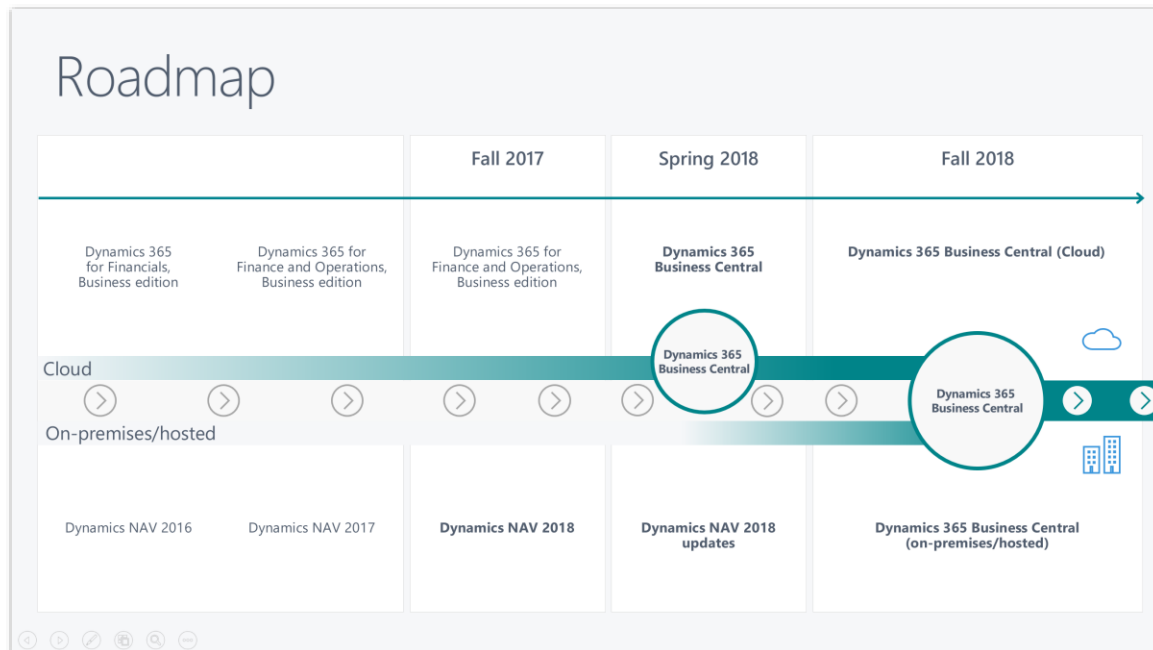 Roadmap
Fall 2017
Spring 2018
Fall 2018
Dynamics 365
for Financials,
Business edition
Dynamics 365 for
Finance and Operations,
Business edition
Dynamics 365 for
Finance and Operations,
Business edition
Dynamics 365
Business Central
Dynamics 365 Business Central (Cloud)
Cloud
Dynamics 365
Business Central
Dynamics 365
Business Central
On-premises/hosted
Dynamics NAV 2016
Dynamics NAV 2017
Dynamics NAV 2018
Dynamics NAV 2018
updates
Dynamics 365 Business Central
(on-premises/hosted)